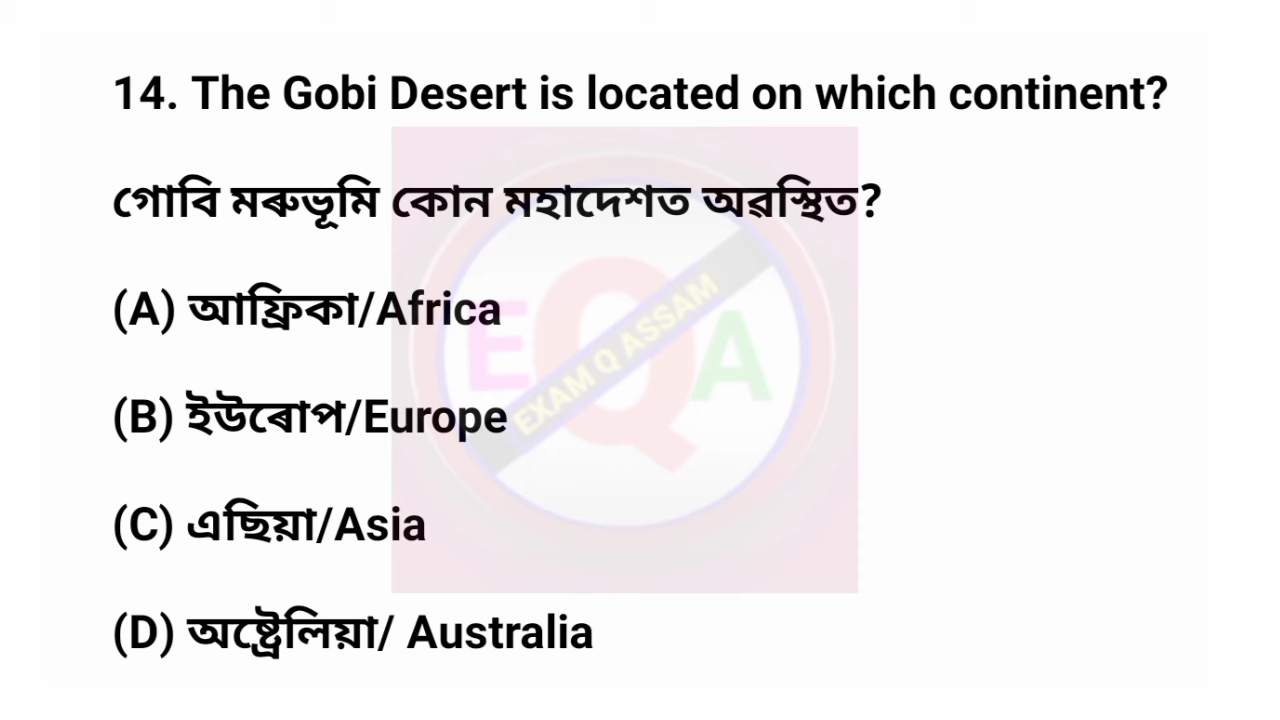 14. The Gobi Desert is located on which continent?
গোবি মৰুভূমি কোন মহাদেশত অৱস্থিত?
(A) আফ্ৰিকা/Africa
(B) ইউৰোপ/Europe
EQA
EXAM Q ASSAM
(C) এছিয়া/Asia
(D) অষ্ট্ৰেলিয়া/ Australia